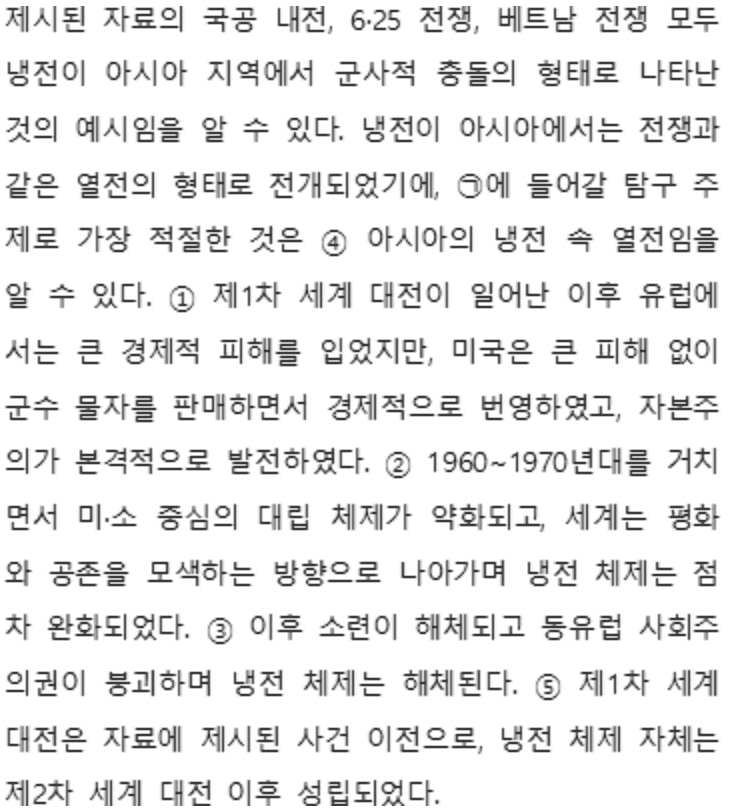 제시된 자료의 국공 내전, 6·25 전쟁, 베트남 전쟁 모두
냉전이 아시아 지역에서 군사적 충돌의 형태로 나타난
것의 예시임을 알 수 있다. 냉전이 아시아에서는 전쟁과
같은 열전의 형태로 전개되었기에, ㉠에 들어갈 탐구 주
제로 가장 적절한 것은 ④ 아시아의 냉전 속 열전임을
알 수 있다. ① 제1차 세계 대전이 일어난 이후 유럽에
서는 큰 경제적 피해를 입었지만, 미국은 큰 피해 없이
군수 물자를 판매하면서 경제적으로 번영하였고, 자본주
의가 본격적으로 발전하였다. ② 1960~1970년대를 거치
면서 미·소 중심의 대립 체제가 약화되고, 세계는 평화
와 공존을 모색하는 방향으로 나아가며 냉전 체제는 점
차 완화되었다. ③ 이후 소련이 해체되고 동유럽 사회주
의권이 붕괴하며 냉전 체제는 해체된다. ⑤ 제1차 세계
대전은 자료에 제시된 사건 이전으로, 냉전 체제 자체는
제2차 세계 대전 이후 성립되었다.